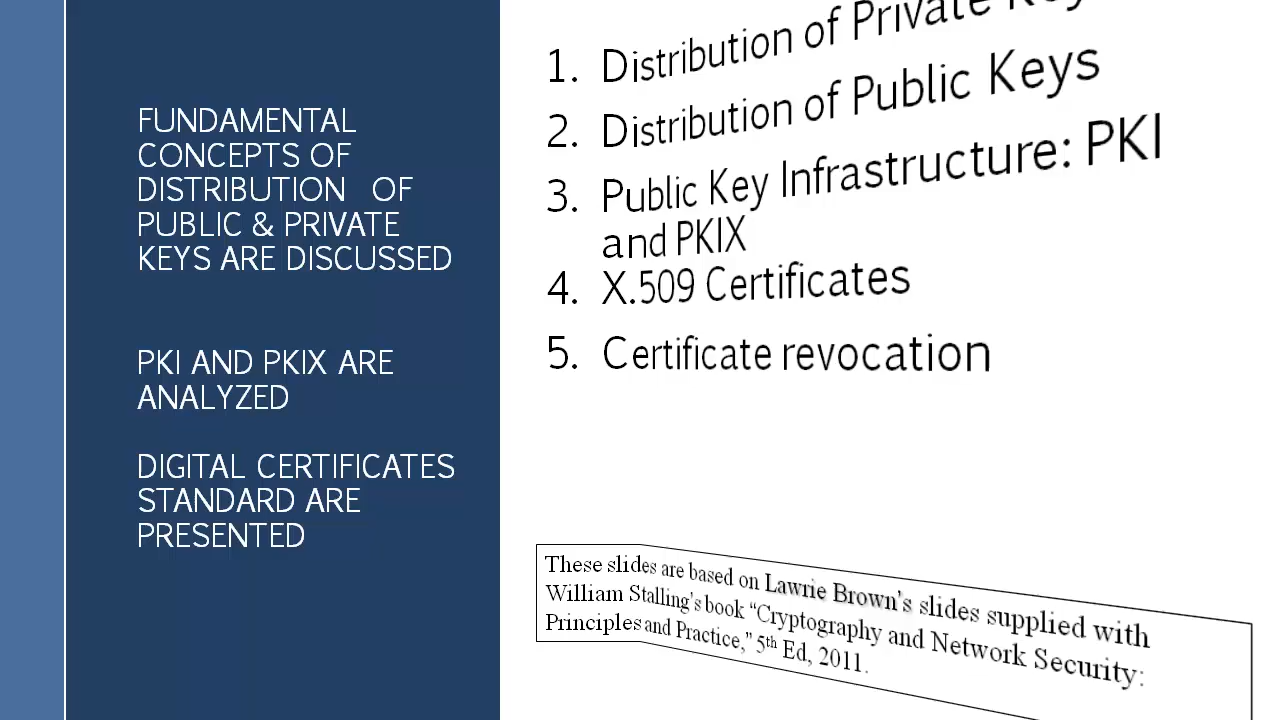 FUNDAMENTAL
CONCEPTS OF
DISTRIBUTION OF
PUBLIC & PRIVATE
KEYS ARE DISCUSSED
PKI AND PKIX ARE
ANALYZED
DIGITAL CERTIFICATES
STANDARD ARE
PRESENTED
1. Distribution of Private Key
2. Distribution of Public Keys
3. Public Key Infrastructure: PKI
and PKIX
4. X.509 Certificates
5. Certificate revocation
These slides are based on Lawrie Brown's slides supplied with
William Stalling's book “Cryptography and Network Security:
Principles and Practice,” 5th Ed, 2011.